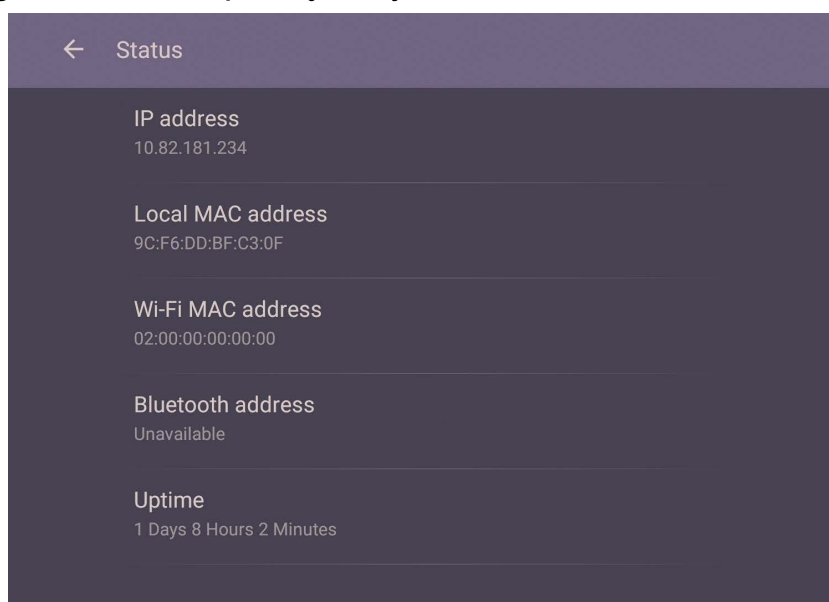 Status
IP address
10.82.181.234
Local MAC address
9C:F6:DD:BF:C3:0F
Wi-Fi MAC address
02:00:00:00:00:00
Bluetooth address
Unavailable
Uptime
1 Days 8 Hours 2 Minutes